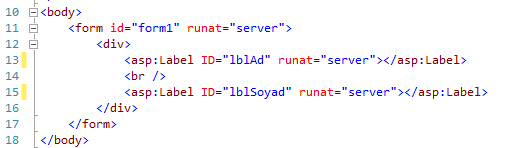 10 <body>
11 <form id="form1" runat="server">
12 <div>
13 <asp:Label ID="lblAd" runat="server"></asp:Label>
14 <br />
15 <asp:Label ID="lblSoyad" runat="server"></asp:Label>
16 </div>
17 </form>
18 </body>